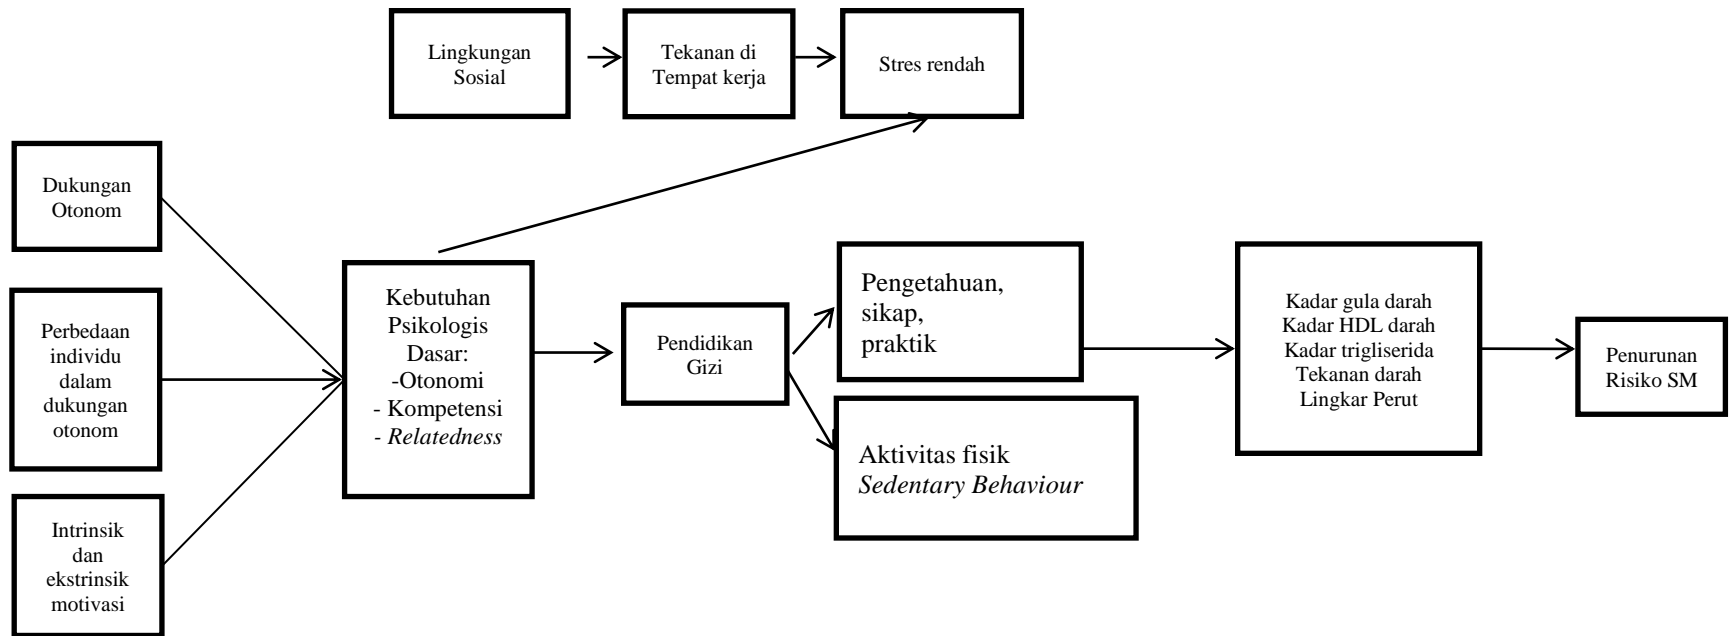 Lingkungan
Sosial
Tekanan di
Tempat kerja
Stres rendah
Dukungan
Otonom
Perbedaan
individu
dalam
dukungan
otonom
Intrinsik
dan
ekstrinsik
motivasi
Kebutuhan
Psikologis
Dasar:
-Otonomi
- Kompetensi
- Relatedness
Pendidikan
Gizi
Pengetahuan,
sikap,
praktik
Aktivitas fisik
Sedentary Behaviour
Kadar gula darah
Kadar HDL darah
Kadar trigliserida
Tekanan darah
Lingkar Perut
Penurunan
Risiko SM